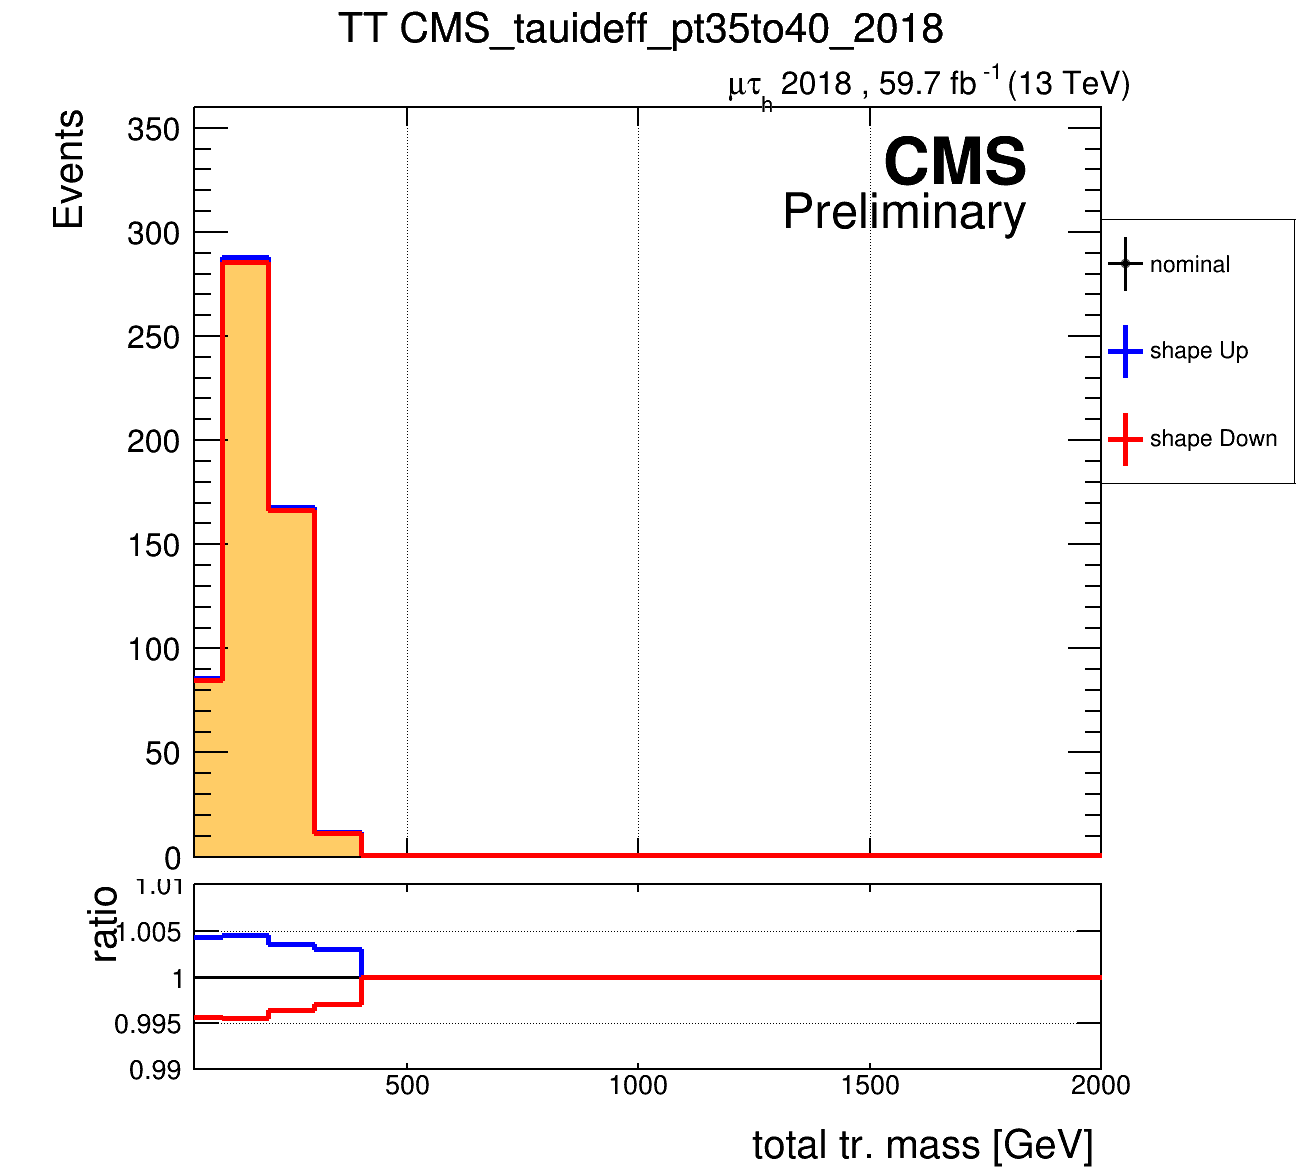 TT CMS_tauideff_pt35to40_2018
μτh 2018 , 59.7 fb-1 (13 TeV)
Events
350
300
250
200
150
100
50
0
CMS
Preliminary
nominal
shape Up
shape Down
ratio
1.01
1.005
1
0.995
0.99
500
1000
1500
2000
total tr. mass [GeV]